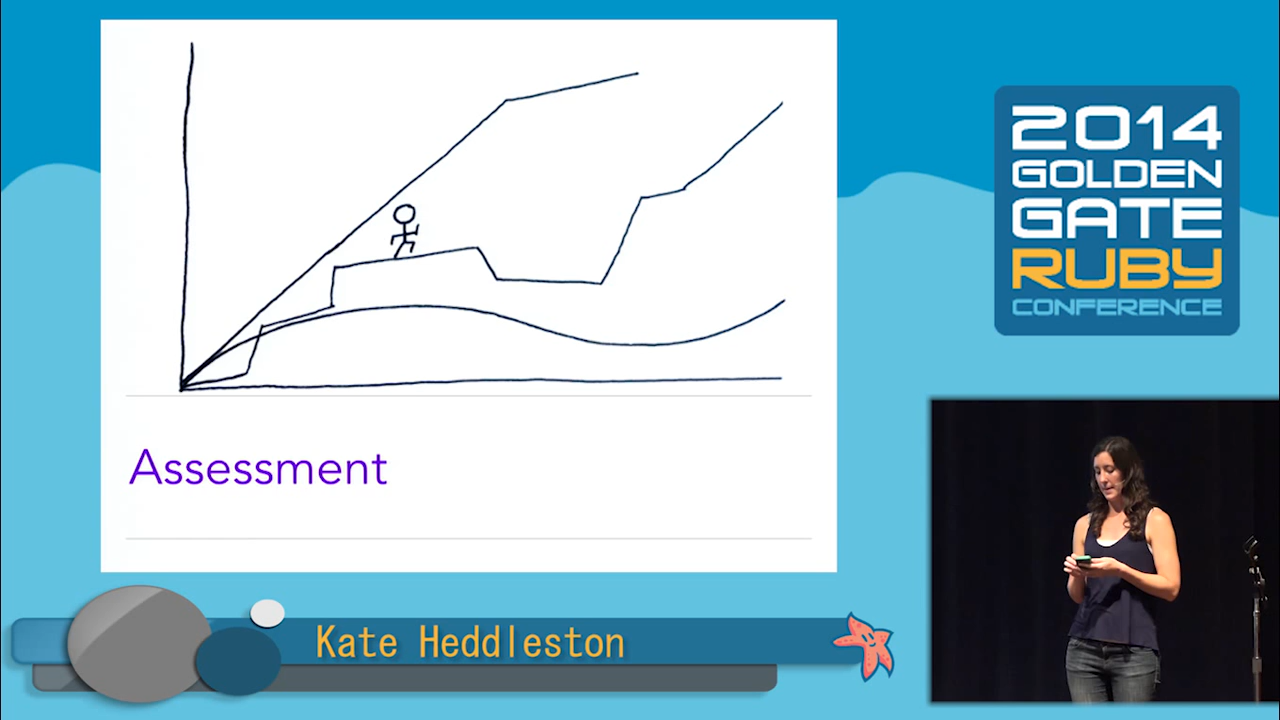 Assessment
2014
GOLDEN
GATE
RUBY
CONFERENCE
Kate Heddleston